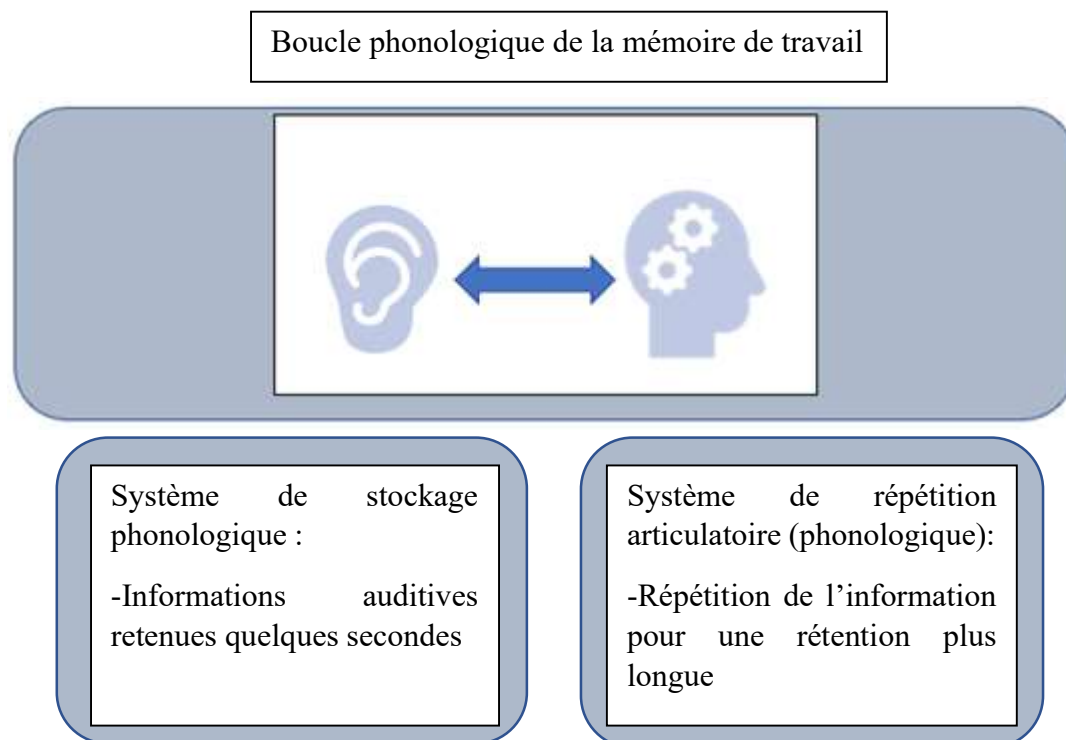 Boucle phonologique de la mémoire de travail
Système de stockage
phonologique :
-Informations auditives
retenues quelques secondes
Système de répétition
articulatoire (phonologique):
-Répétition de l’information
pour une rétention plus
longue